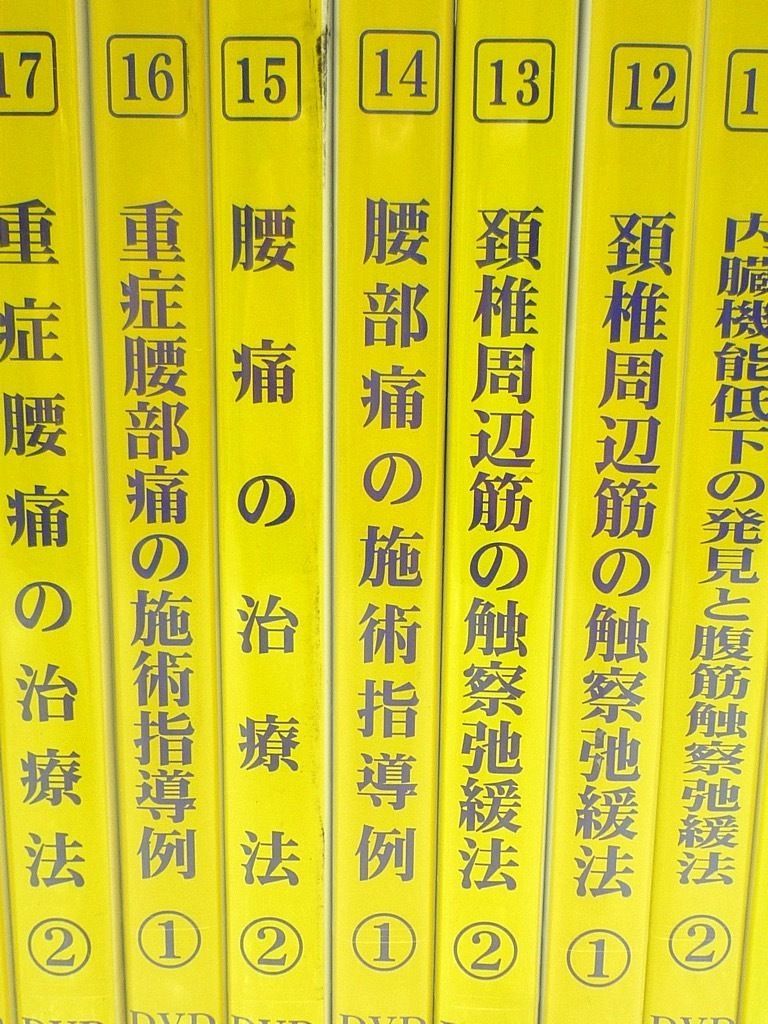 17
重症腰痛の治療法
②
16
重症腰部痛の施術指導例
①
DVD
15
腰痛の治療法
②
14
腰部痛の施術指導例
①
DVD
13
頚椎周辺筋の触察弛緩法
②
12
頚椎周辺筋の触察弛緩法
①
1
内臓機能低下の発見と腹筋触察弛緩法
②
DVD